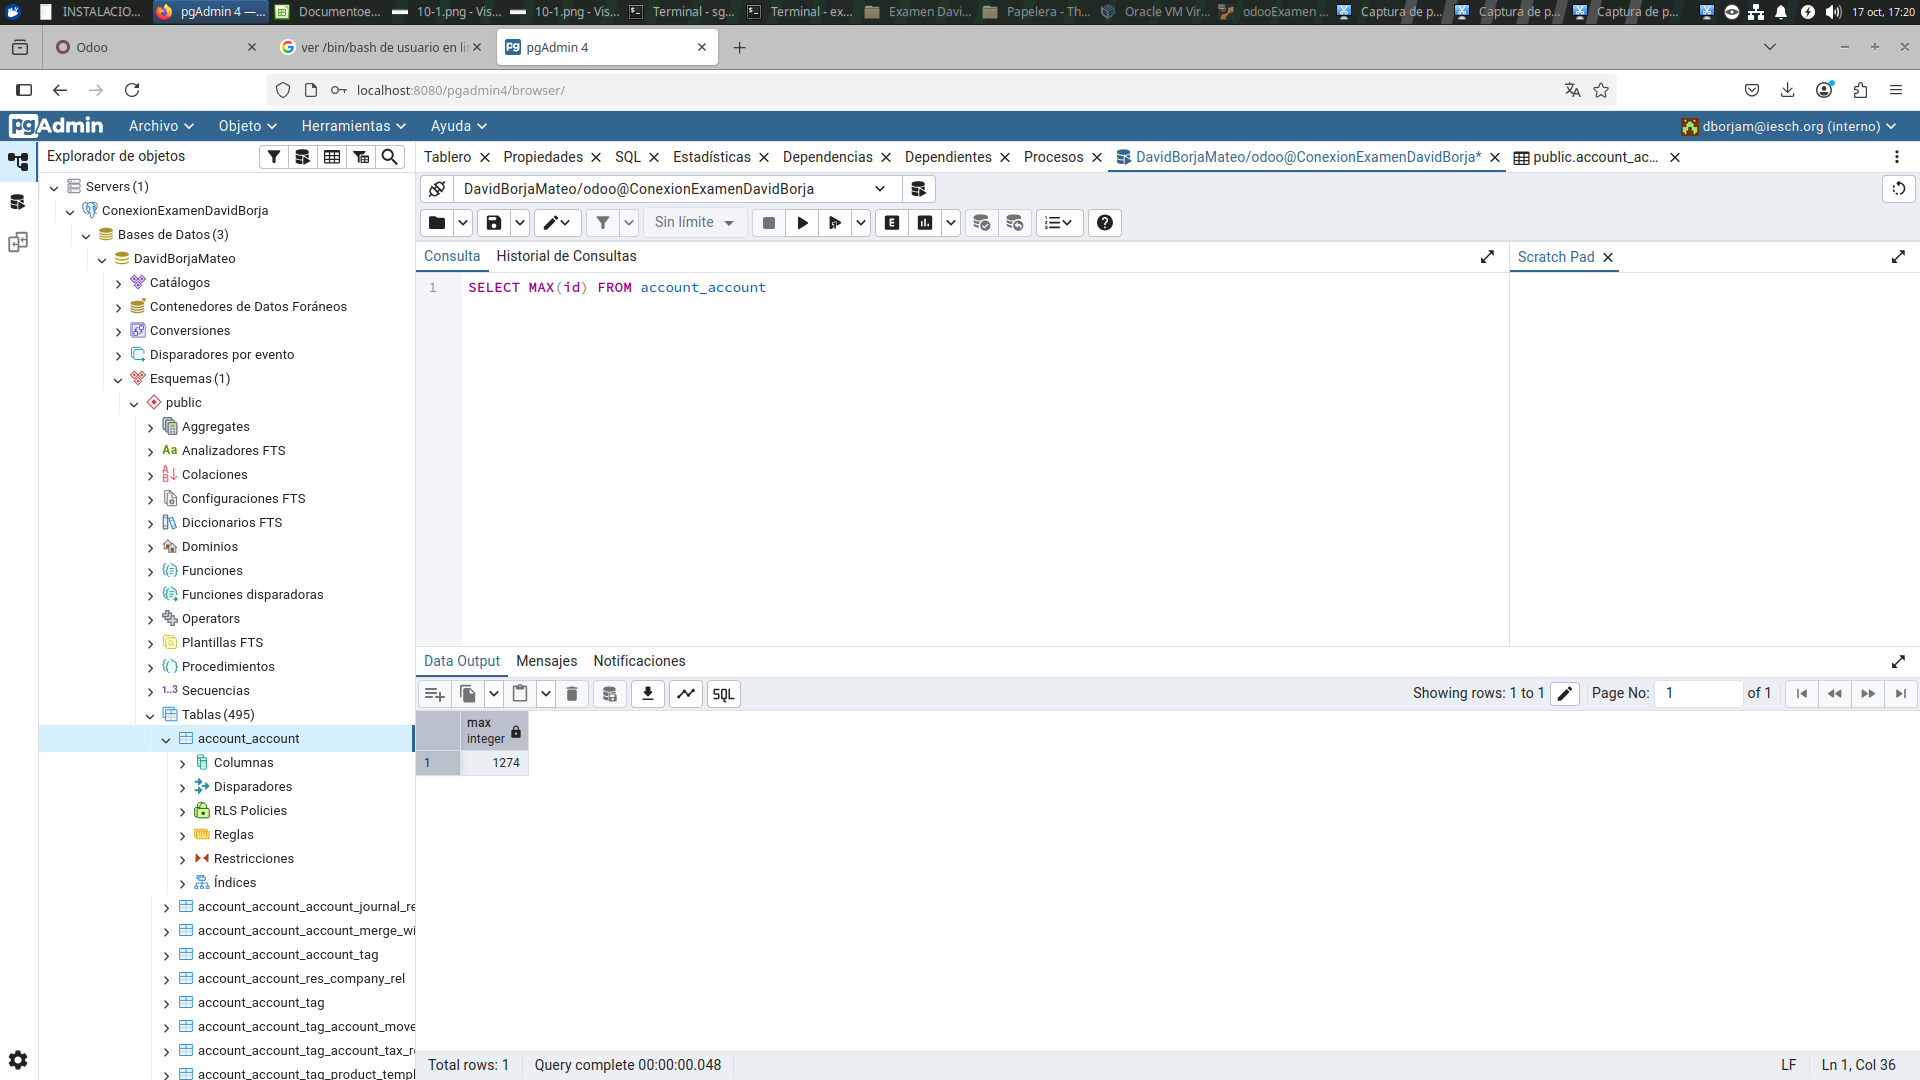 INSTALACIO...
pgAdmin 4 —...
Documentoe...
10-1.png - Vis...
10-1.png - Vis...
Terminal - sg...
Terminal - ex...
Examen Davi...
Papelera - Th...
Oracle VM Vir...
odooExamen ...
Captura de p...
Captura de p...
Captura de p...
17 oct, 17:20
Odoo
ver /bin/bash de usuario en li
pgAdmin 4
localhost:8080/pgadmin4/browser/
pgAdmin
Archivo
Objeto
Herramientas
Ayuda
dborjam@iesch.org (interno)
Explorador de objetos
Tablero
Propiedades
SQL
Estadísticas
Dependencias
Dependientes
Procesos
DavidBorjaMateo/odoo@ConexionExamenDavidBorja*
public.account_ac...
Servers (1)
ConexionExamenDavidBorja
Bases de Datos (3)
DavidBorjaMateo
Catálogos
Contenedores de Datos Foráneos
Conversiones
Disparadores por evento
Esquemas (1)
public
Aggregates
Aa Analizadores FTS
Colaciones
Configuraciones FTS
Diccionarios FTS
Dominios
Funciones
Funciones disparadoras
Operators
Plantillas FTS
Procedimientos
1..3 Secuencias
Tablas (495)
account_account
Columnas
Disparadores
RLS Policies
Reglas
Restricciones
Índices
account_account_account_journal_re
account_account_account_merge_wi
account_account_account_tag
account_account_res_company_rel
account_account_tag
account_account_tag_account_move
account_account_tag_account_tax_r
account_account_tag_product_templ
DavidBorjaMateo/odoo@ConexionExamenDavidBorja
Sin límite
E
Consulta
Historial de Consultas
Scratch Pad
1
SELECT MAX(id) FROM account_account
Data Output
Mensajes
Notificaciones
SQL
Showing rows: 1 to 1
Page No:
1
of 1
max
integer
1
1274
Total rows: 1
Query complete 00:00:00.048
LF
Ln 1, Col 36